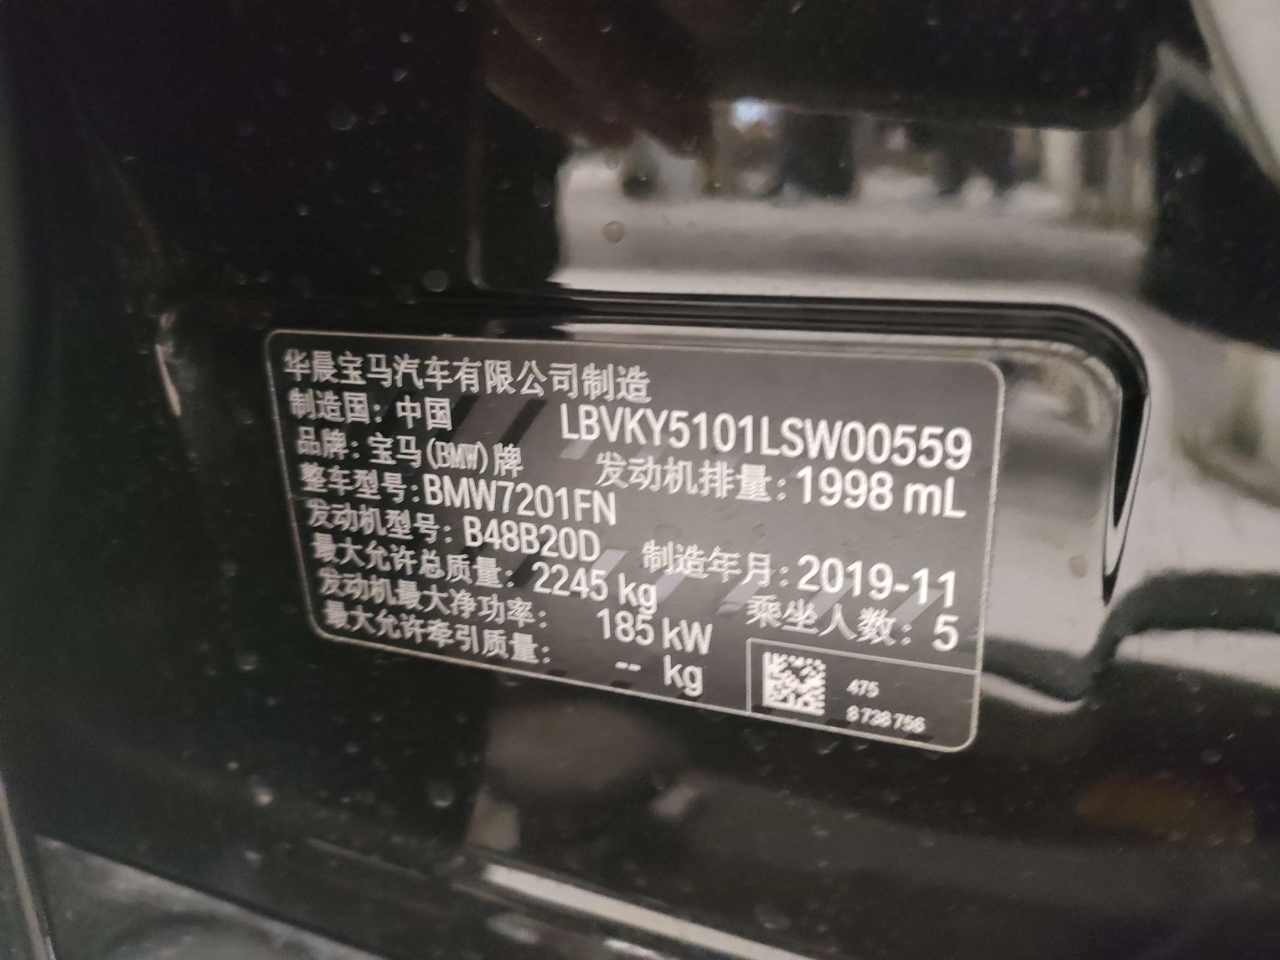 华晨宝马汽车有限公司制造
制造国：中国 LBVKY5101LSW00559
品牌：宝马(BMW)牌 发动机排量：1998 mL
整车型号：BMW7201FN
发动机型号：B48B20D 制造年月：2019-11
最大允许总质量：2245 kg 乘坐人数：5
发动机最大净功率：185 kW
最大允许牵引质量：-- kg
475
8738756